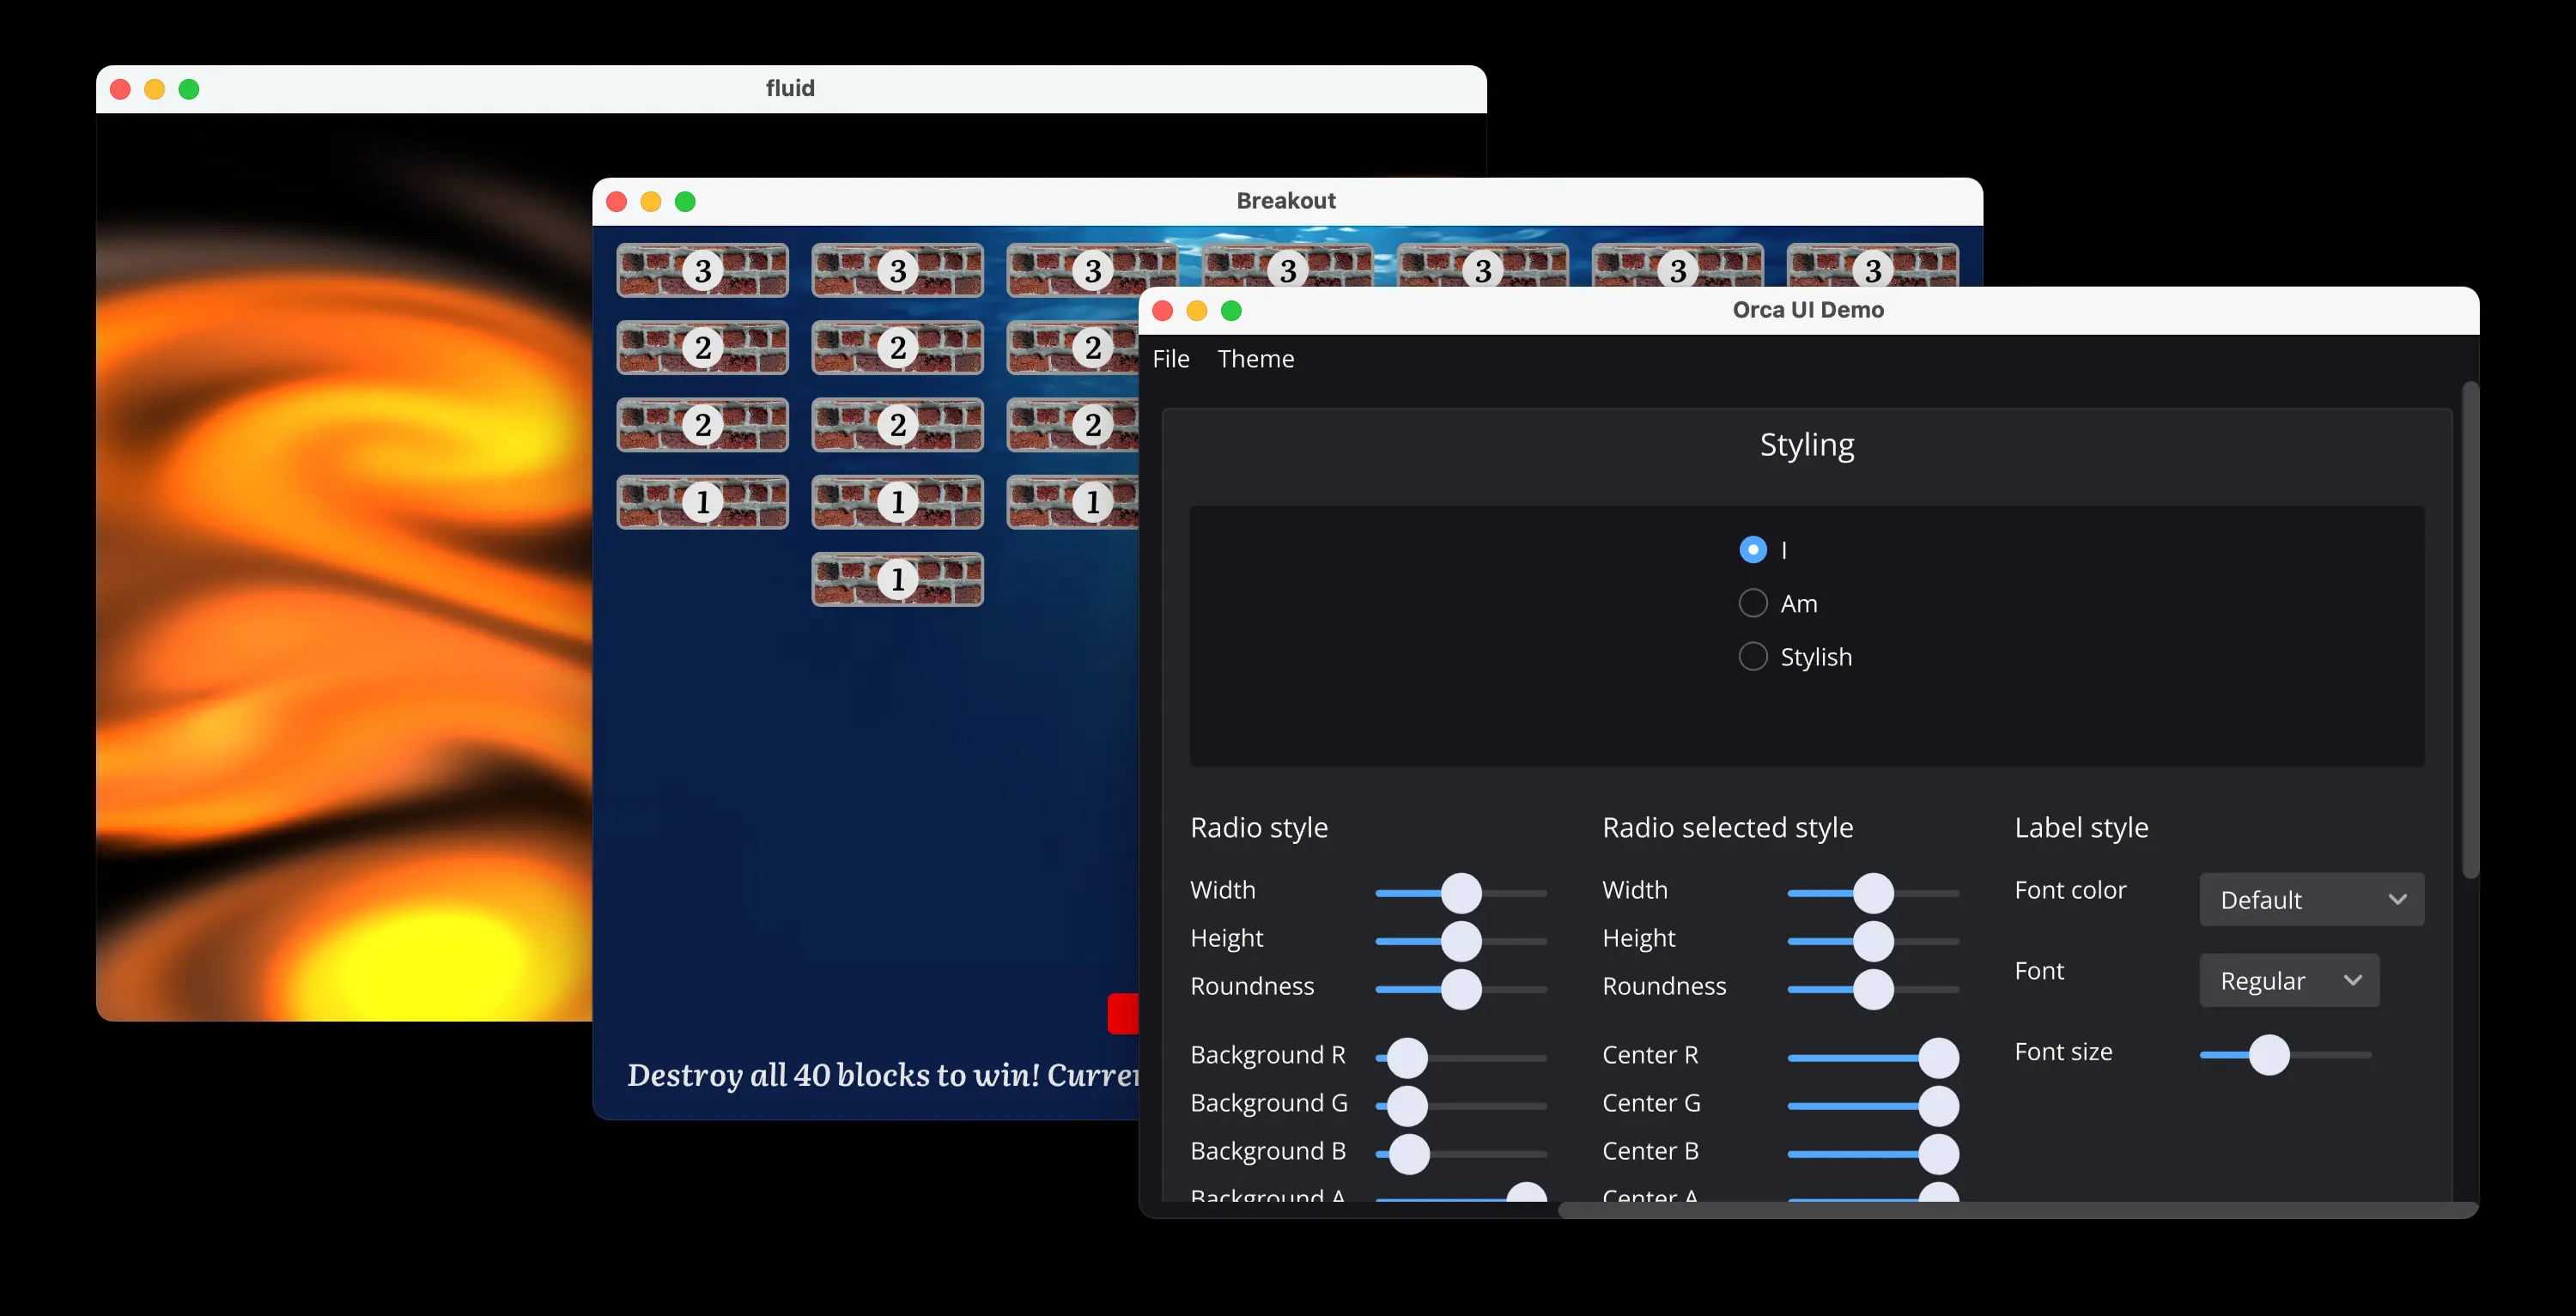 fluid
Breakout
3 3 3 3 3 3 3
2 2 2
2 2 2
1 1 1
1
Destroy all 40 blocks to win!
Orca UI Demo
File Theme
Styling
I
Am
Stylish
Radio style
Width
Height
Roundness
Background R
Background G
Background B
Background A
Radio selected style
Width
Height
Roundness
Center R
Center G
Center B
Center A
Label style
Font color Default
Font Regular
Font size